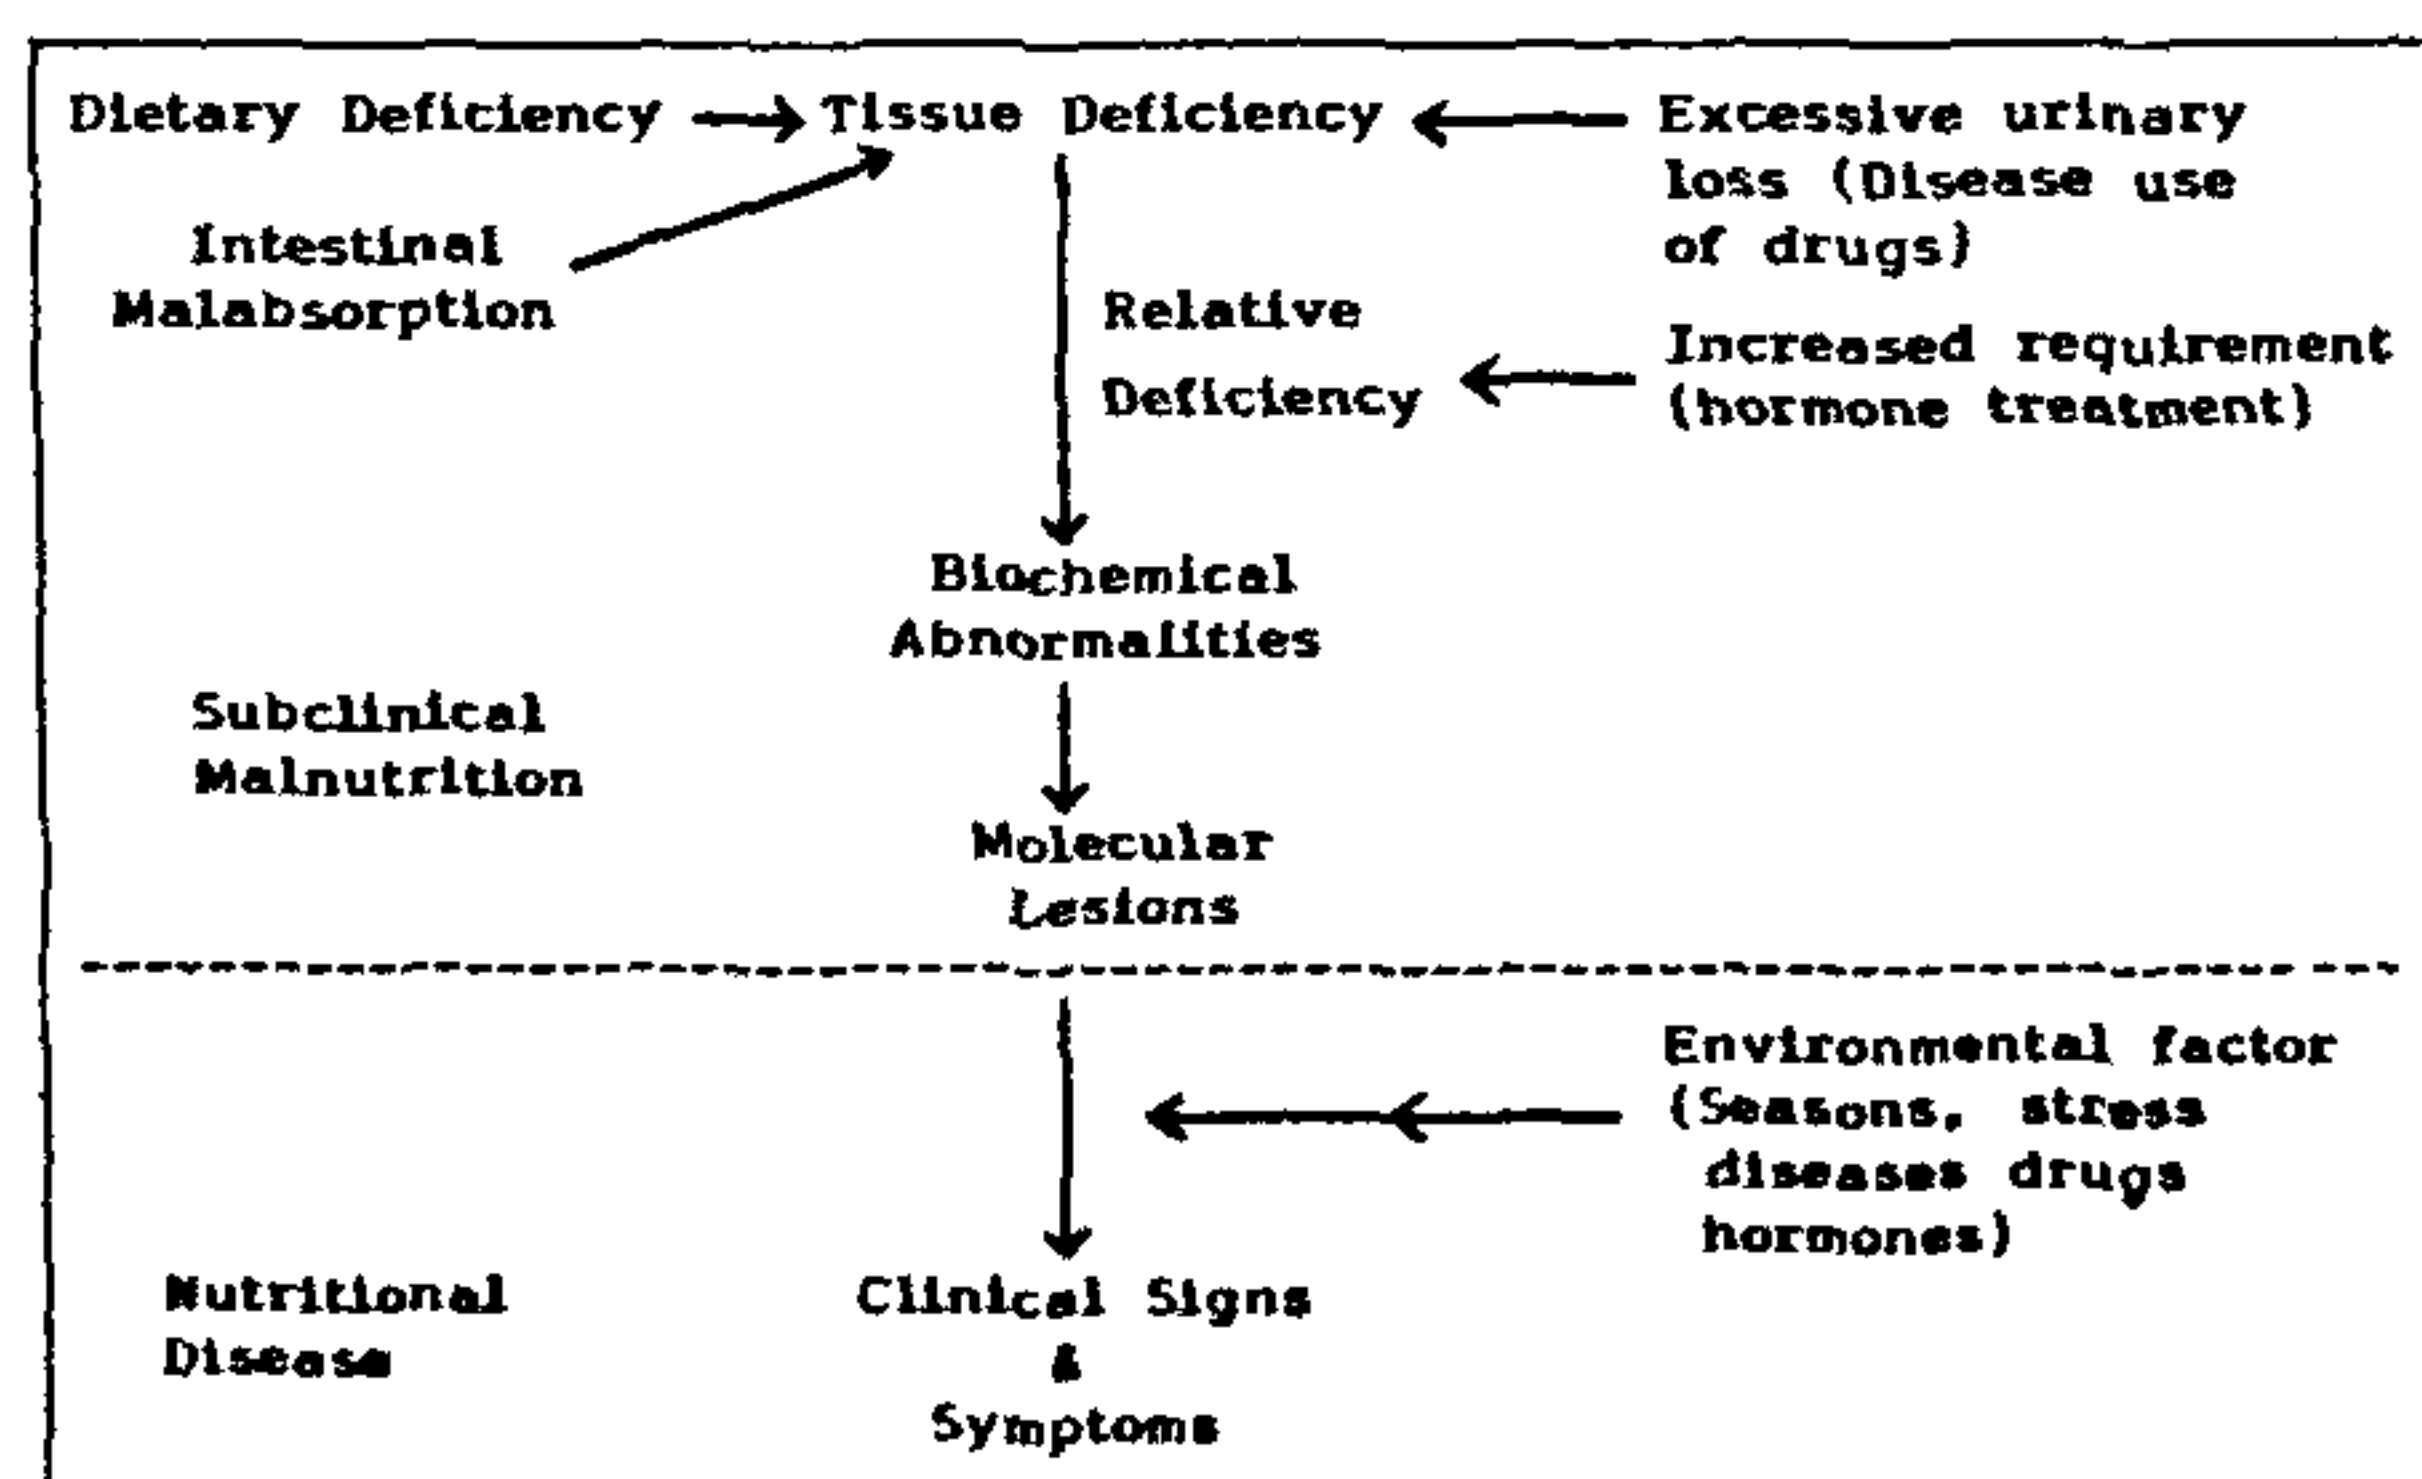 Dietary Deficiency → Tissue Deficiency ← Excessive urinary
loss (Disease use
of drugs)
Intestinal
Malabsorption
Relative
Deficiency
Increased requirement
(hormone treatment)
Biochemical
Abnormalities
Subclinical
Malnutrition
Molecular
Lesions
Environmental factor
(Seasons, stress
diseases drugs
hormones)
Nutritional
Disease
Clinical Signs
&
Symptoms